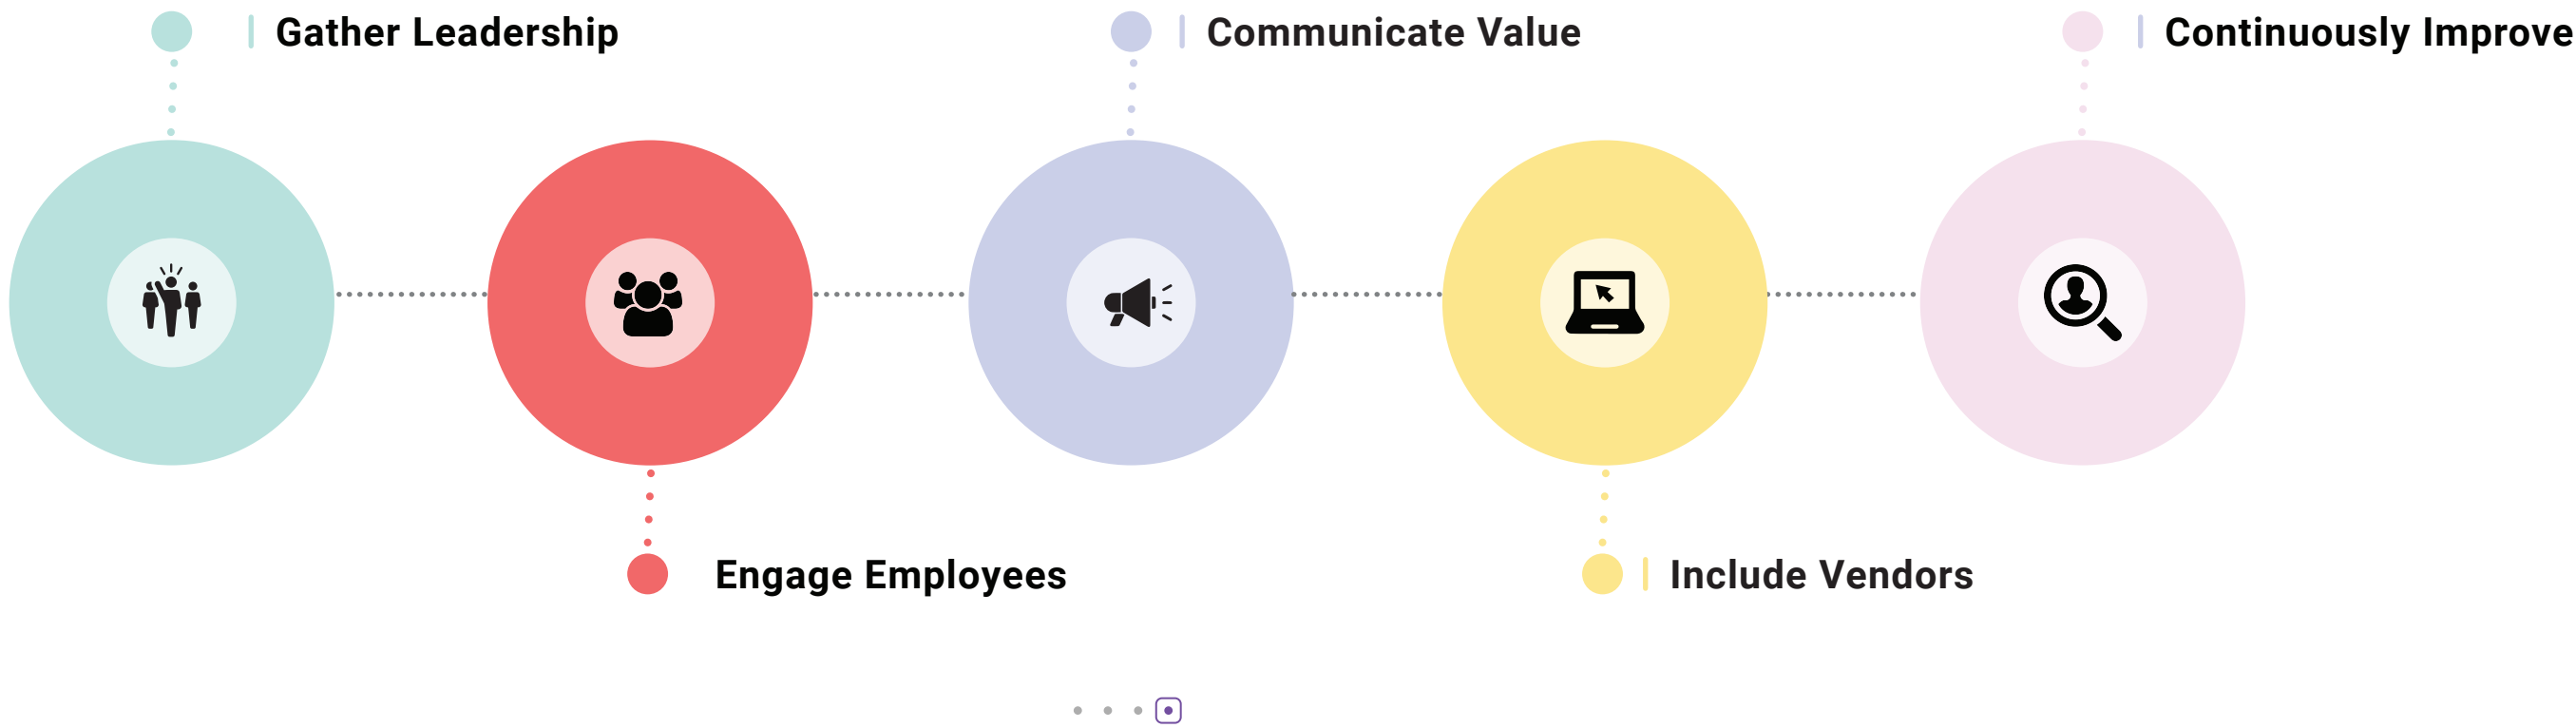 Gather Leadership
Communicate Value
Continuously Improve
Engage Employees
Include Vendors